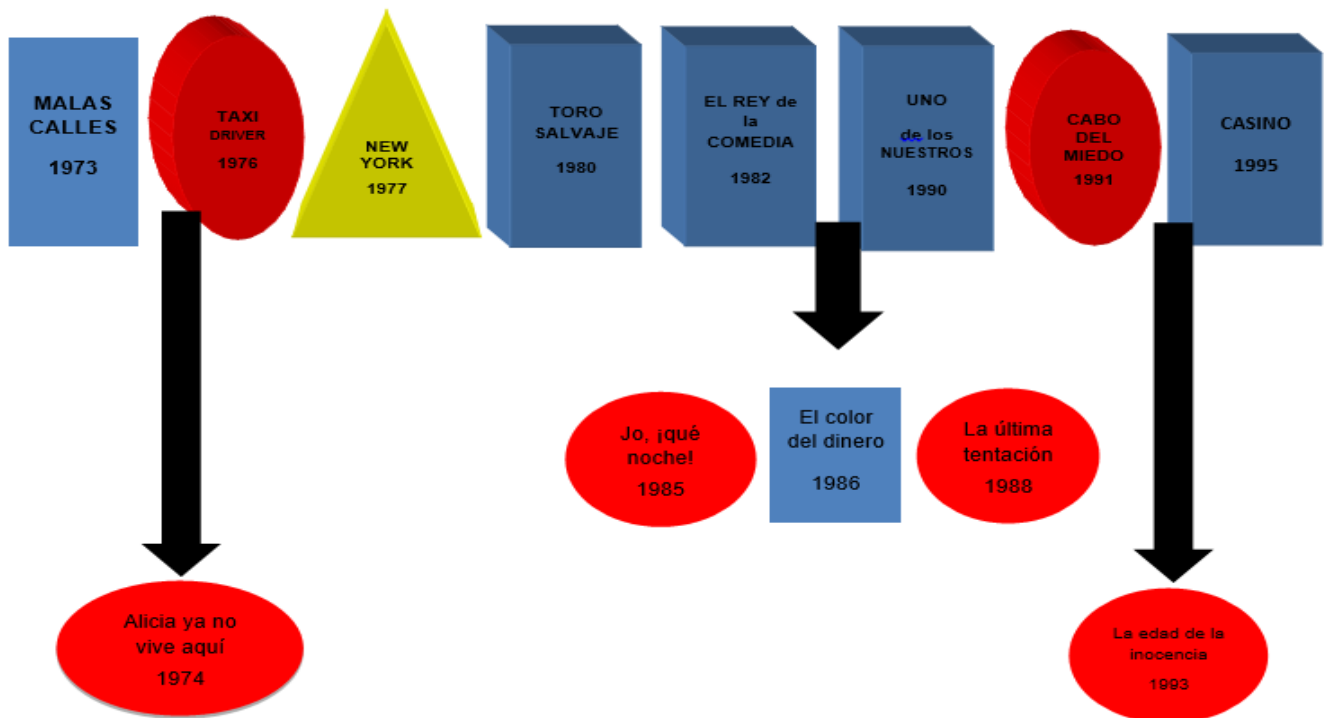 MALAS
CALLES
1973
TAXI
DRIVER
1976
NEW
YORK
1977
TORO
SALVAJE
1980
EL REY de
la
COMEDIA
1982
UNO
de los
NUESTROS
1990
CABO
DEL
MIEDO
1991
CASINO
1995
Jo, ¡qué
noche!
1985
El color
del dinero
1986
La última
tentación
1988
Alicia ya no
vive aquí
1974
La edad de la
inocencia
1993